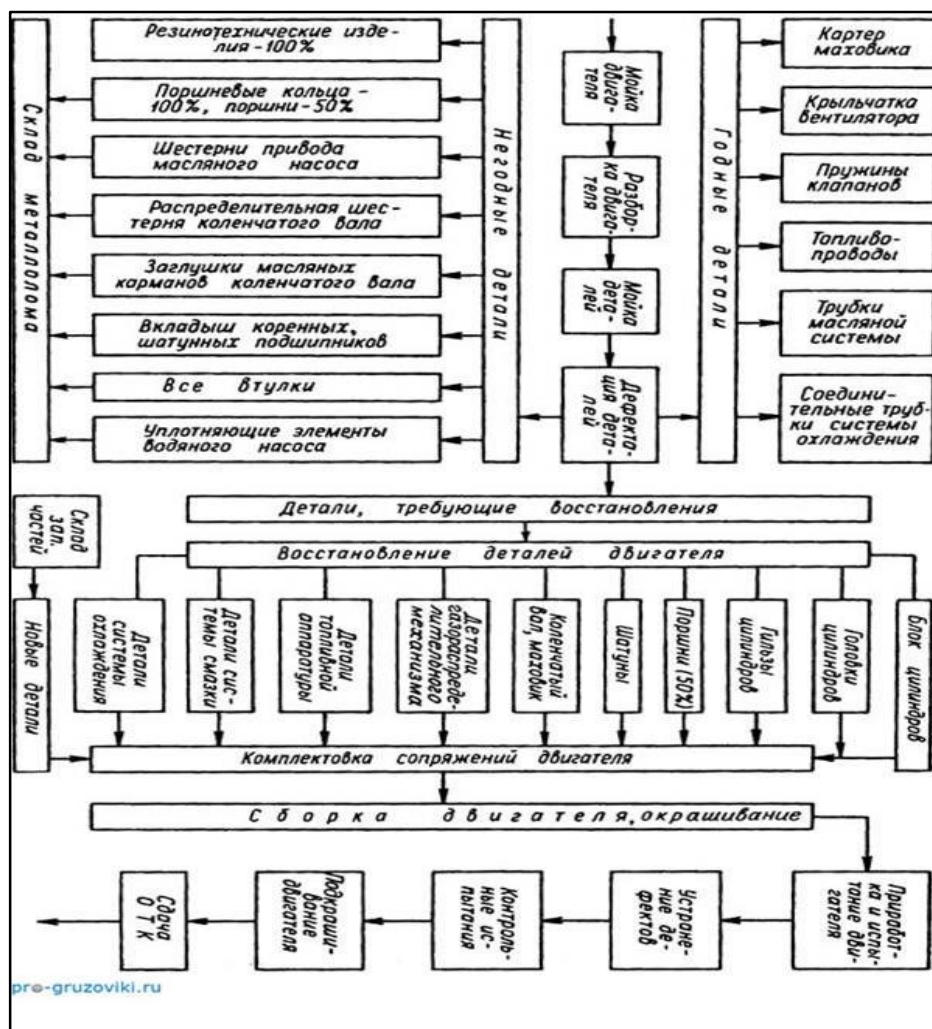 Резинотехнические изде-
лия-100%
Поршневые кольца -
100%, поршни-50%
Шестерни привода
масляного насоса
Распределительная шес-
терня коленчатого вала
Заглушки масляных
карманов коленчатого вала
Вкладыш коренных,
шатунных подшипников
Все втулки
Уплотняющие элементы
водяного насоса
Склад металлолома
Негодные детали
Мойка
двига-
теля
Разбор-
ка двига-
теля
Мойка
дета-
лей
Дефекта-
ция дета-
лей
Годные детали
Картер
маховика
Крыльчатка
вентилятора
Пружины
клапанов
Топливо-
проводы
Трубки
масляной
системы
Соедини-
тельные труб-
ки системы
охлаждения
Детали, требующие восстановления
Склад
зап.
частей
Восстановление деталей двигателя
Новые детали
Детали
системы
охлаждения
Детали сис-
темы смазки
Детали
топливной
аппаратуры
Детали
газораспреде-
лительного
механизма
Коленчатый
вал, маховик
Шатуны
Поршни (50%)
Гильзы
цилиндров
Головки
цилиндров
Блок цилиндров
Комплектовка сопряжений двигателя
Сборка двигателя, окрашивание
Приработ-
ка и испы-
тание дви-
гателя
Устране-
ние де-
фектов
Контроль-
ные ис-
пытания
Подкраши-
вание
двигателя
Сдача
ОТК
pro-gruzoviki.ru